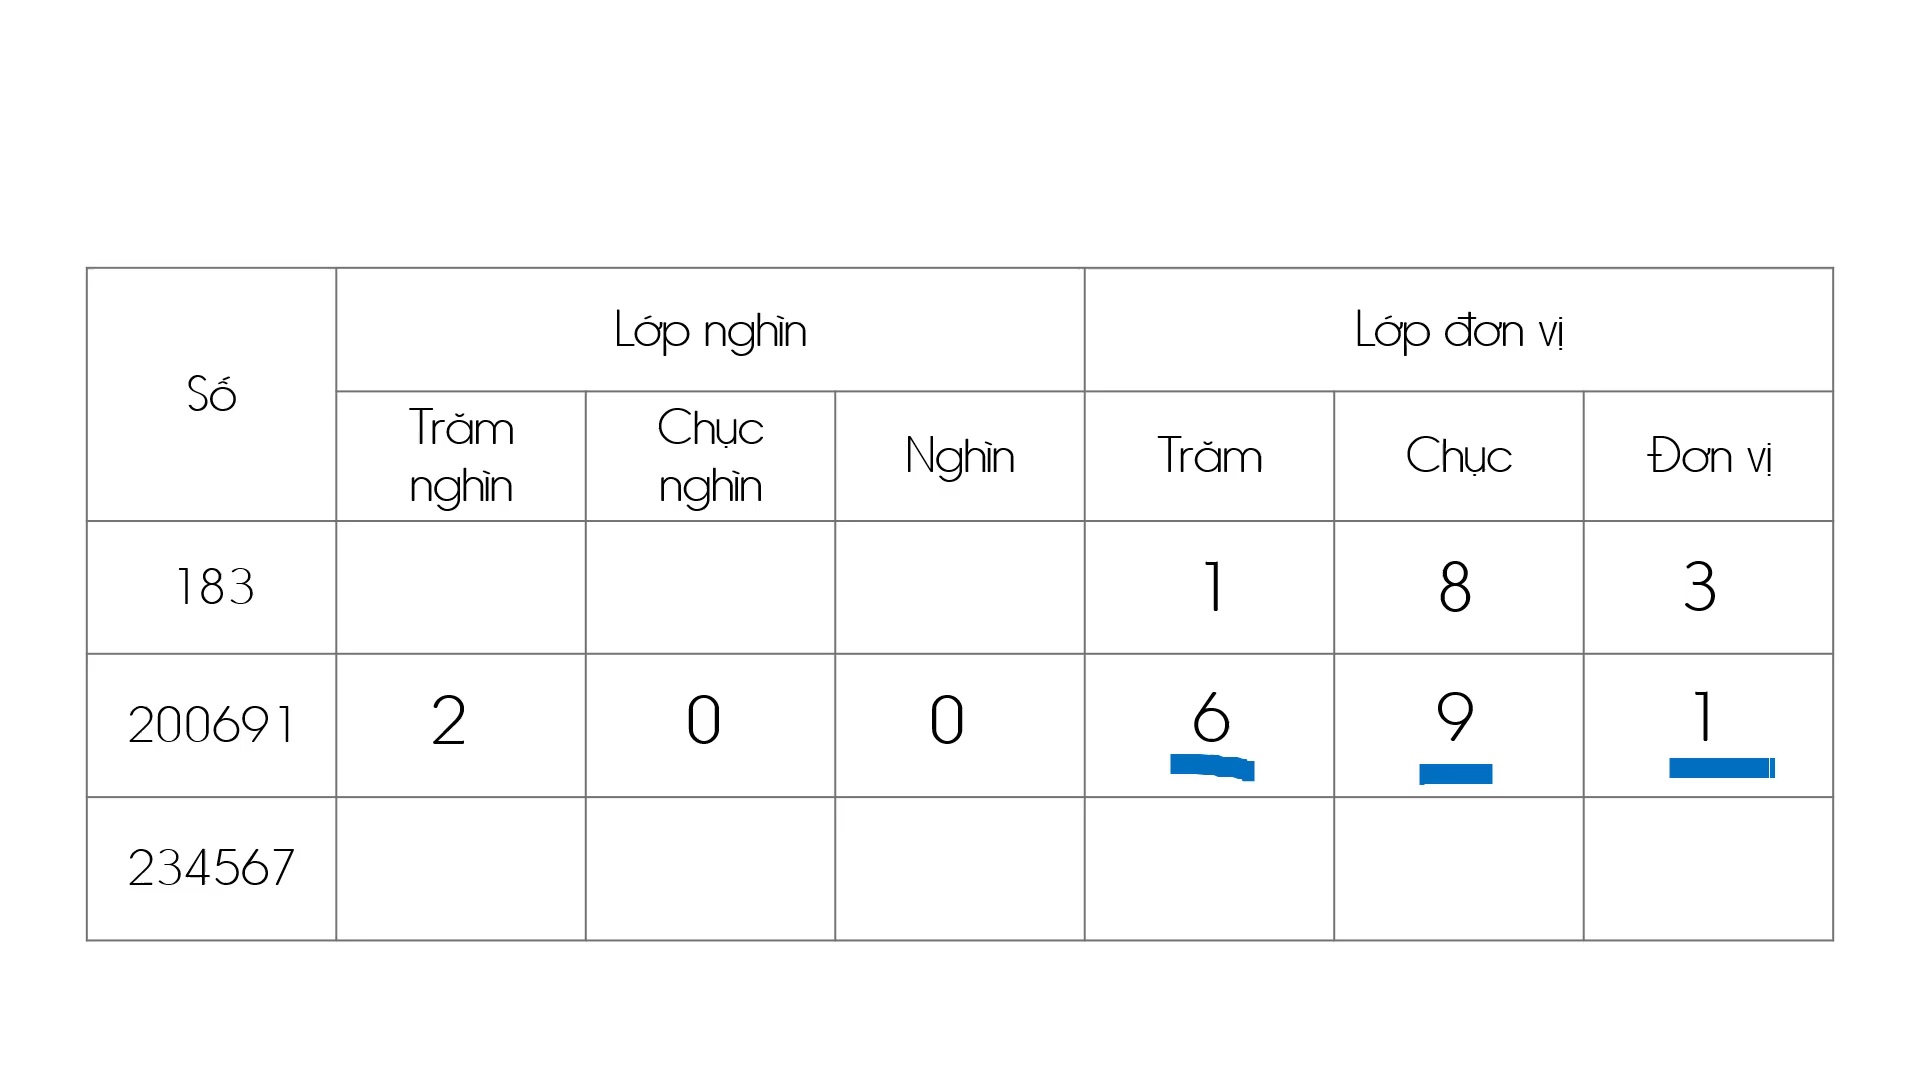 Số
Lớp nghìn
Lớp đơn vị
Trăm
nghìn
Chục
nghìn
Nghìn
Trăm
Chục
Đơn vị
183
1
8
3
200691
2
0
0
6
9
1
234567